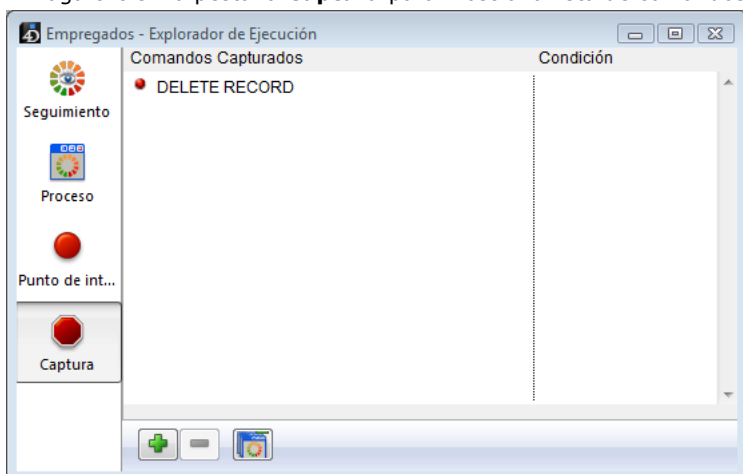 Empregados - Explorador de Ejecución
Comandos Capturados
Condición
DELETE RECORD
Seguimiento
Proceso
Punto de int...
Captura